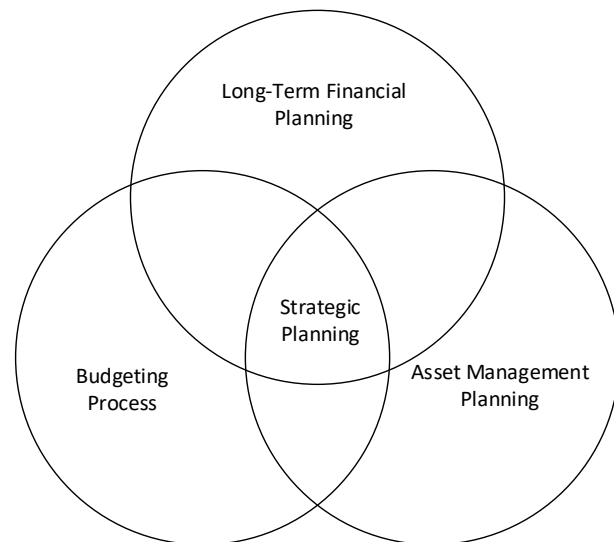 Long-Term Financial
Planning
Strategic
Planning
Budgeting
Process
Asset Management
Planning